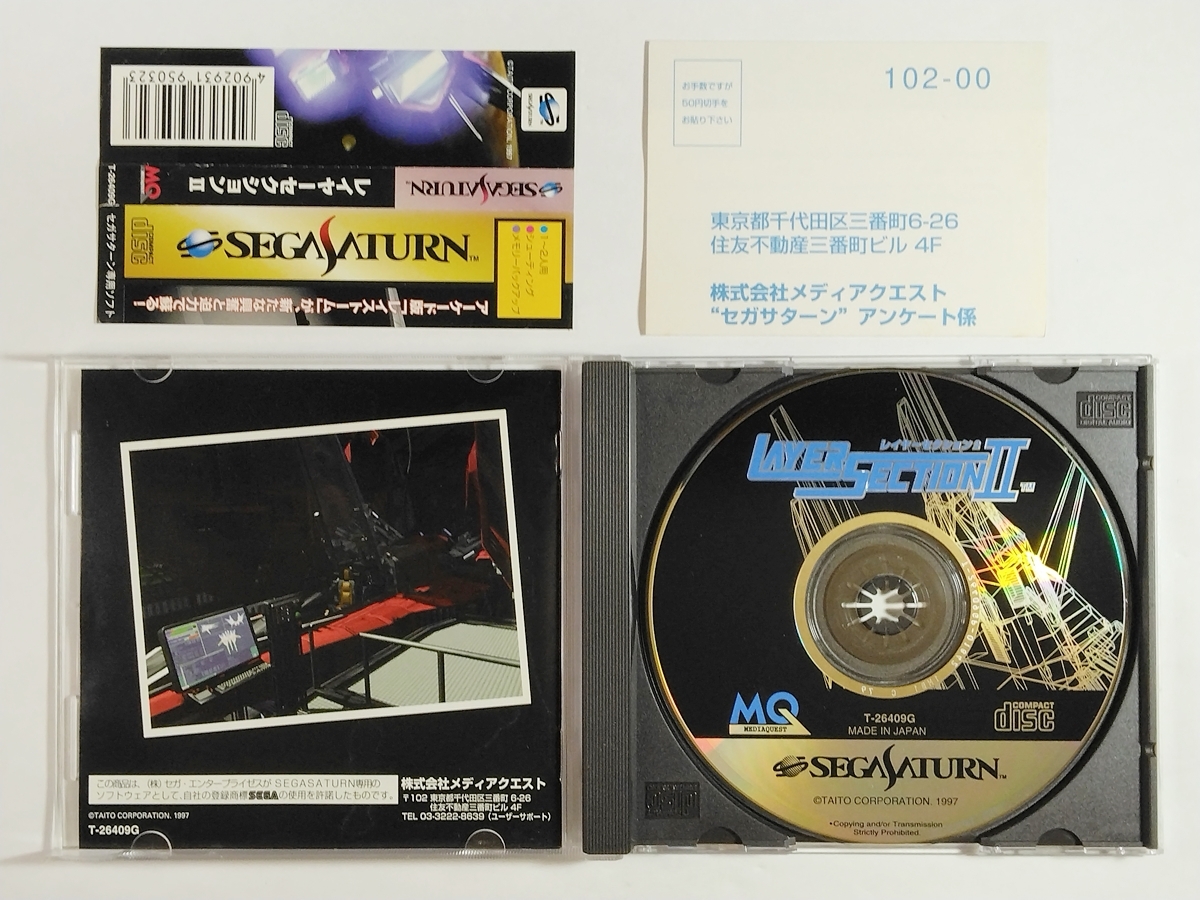 4902931 950323
COMPACT
disc
©TAITO CORPORATION, 1997
SEGASATURN
T-26409G
MQ
レイヤーセクションII
SEGASATURN
COMPACT
disc
SEGASATURN™
1〜2人用
シューティング
メモリーバックアップ
セガサターン専用ソフト
アーケード版「レイストーム」が、新たな興奮と迫力で蘇る!
お手数ですが
50円切手を
お貼り下さい
102-00
東京都千代田区三番町6-26
住友不動産三番町ビル 4F
株式会社メディアクエスト
“セガサターン” アンケート係
この商品は、(株)セガ・エンタープライゼスが SEGASATURN専用の
ソフトウェアとして、自社の登録商標SEGAの使用を許諾したものです。
©TAITO CORPORATION. 1997
T-26409G
株式会社メディアクエスト
〒102 東京都千代田区三番町 6-26
住友不動産三番町ビル 4F
TEL 03-3222-8639 (ユーザーサポート)
COMPACT
disc
DIGITAL AUDIO
レイヤーセクションII
LAYER SECTION II™
MQ
MEDIAQUEST
T-26409G
MADE IN JAPAN
COMPACT
disc
SEGASATURN™
©TAITO CORPORATION. 1997
•Copying and/or Transmission
Strictly Prohibited.